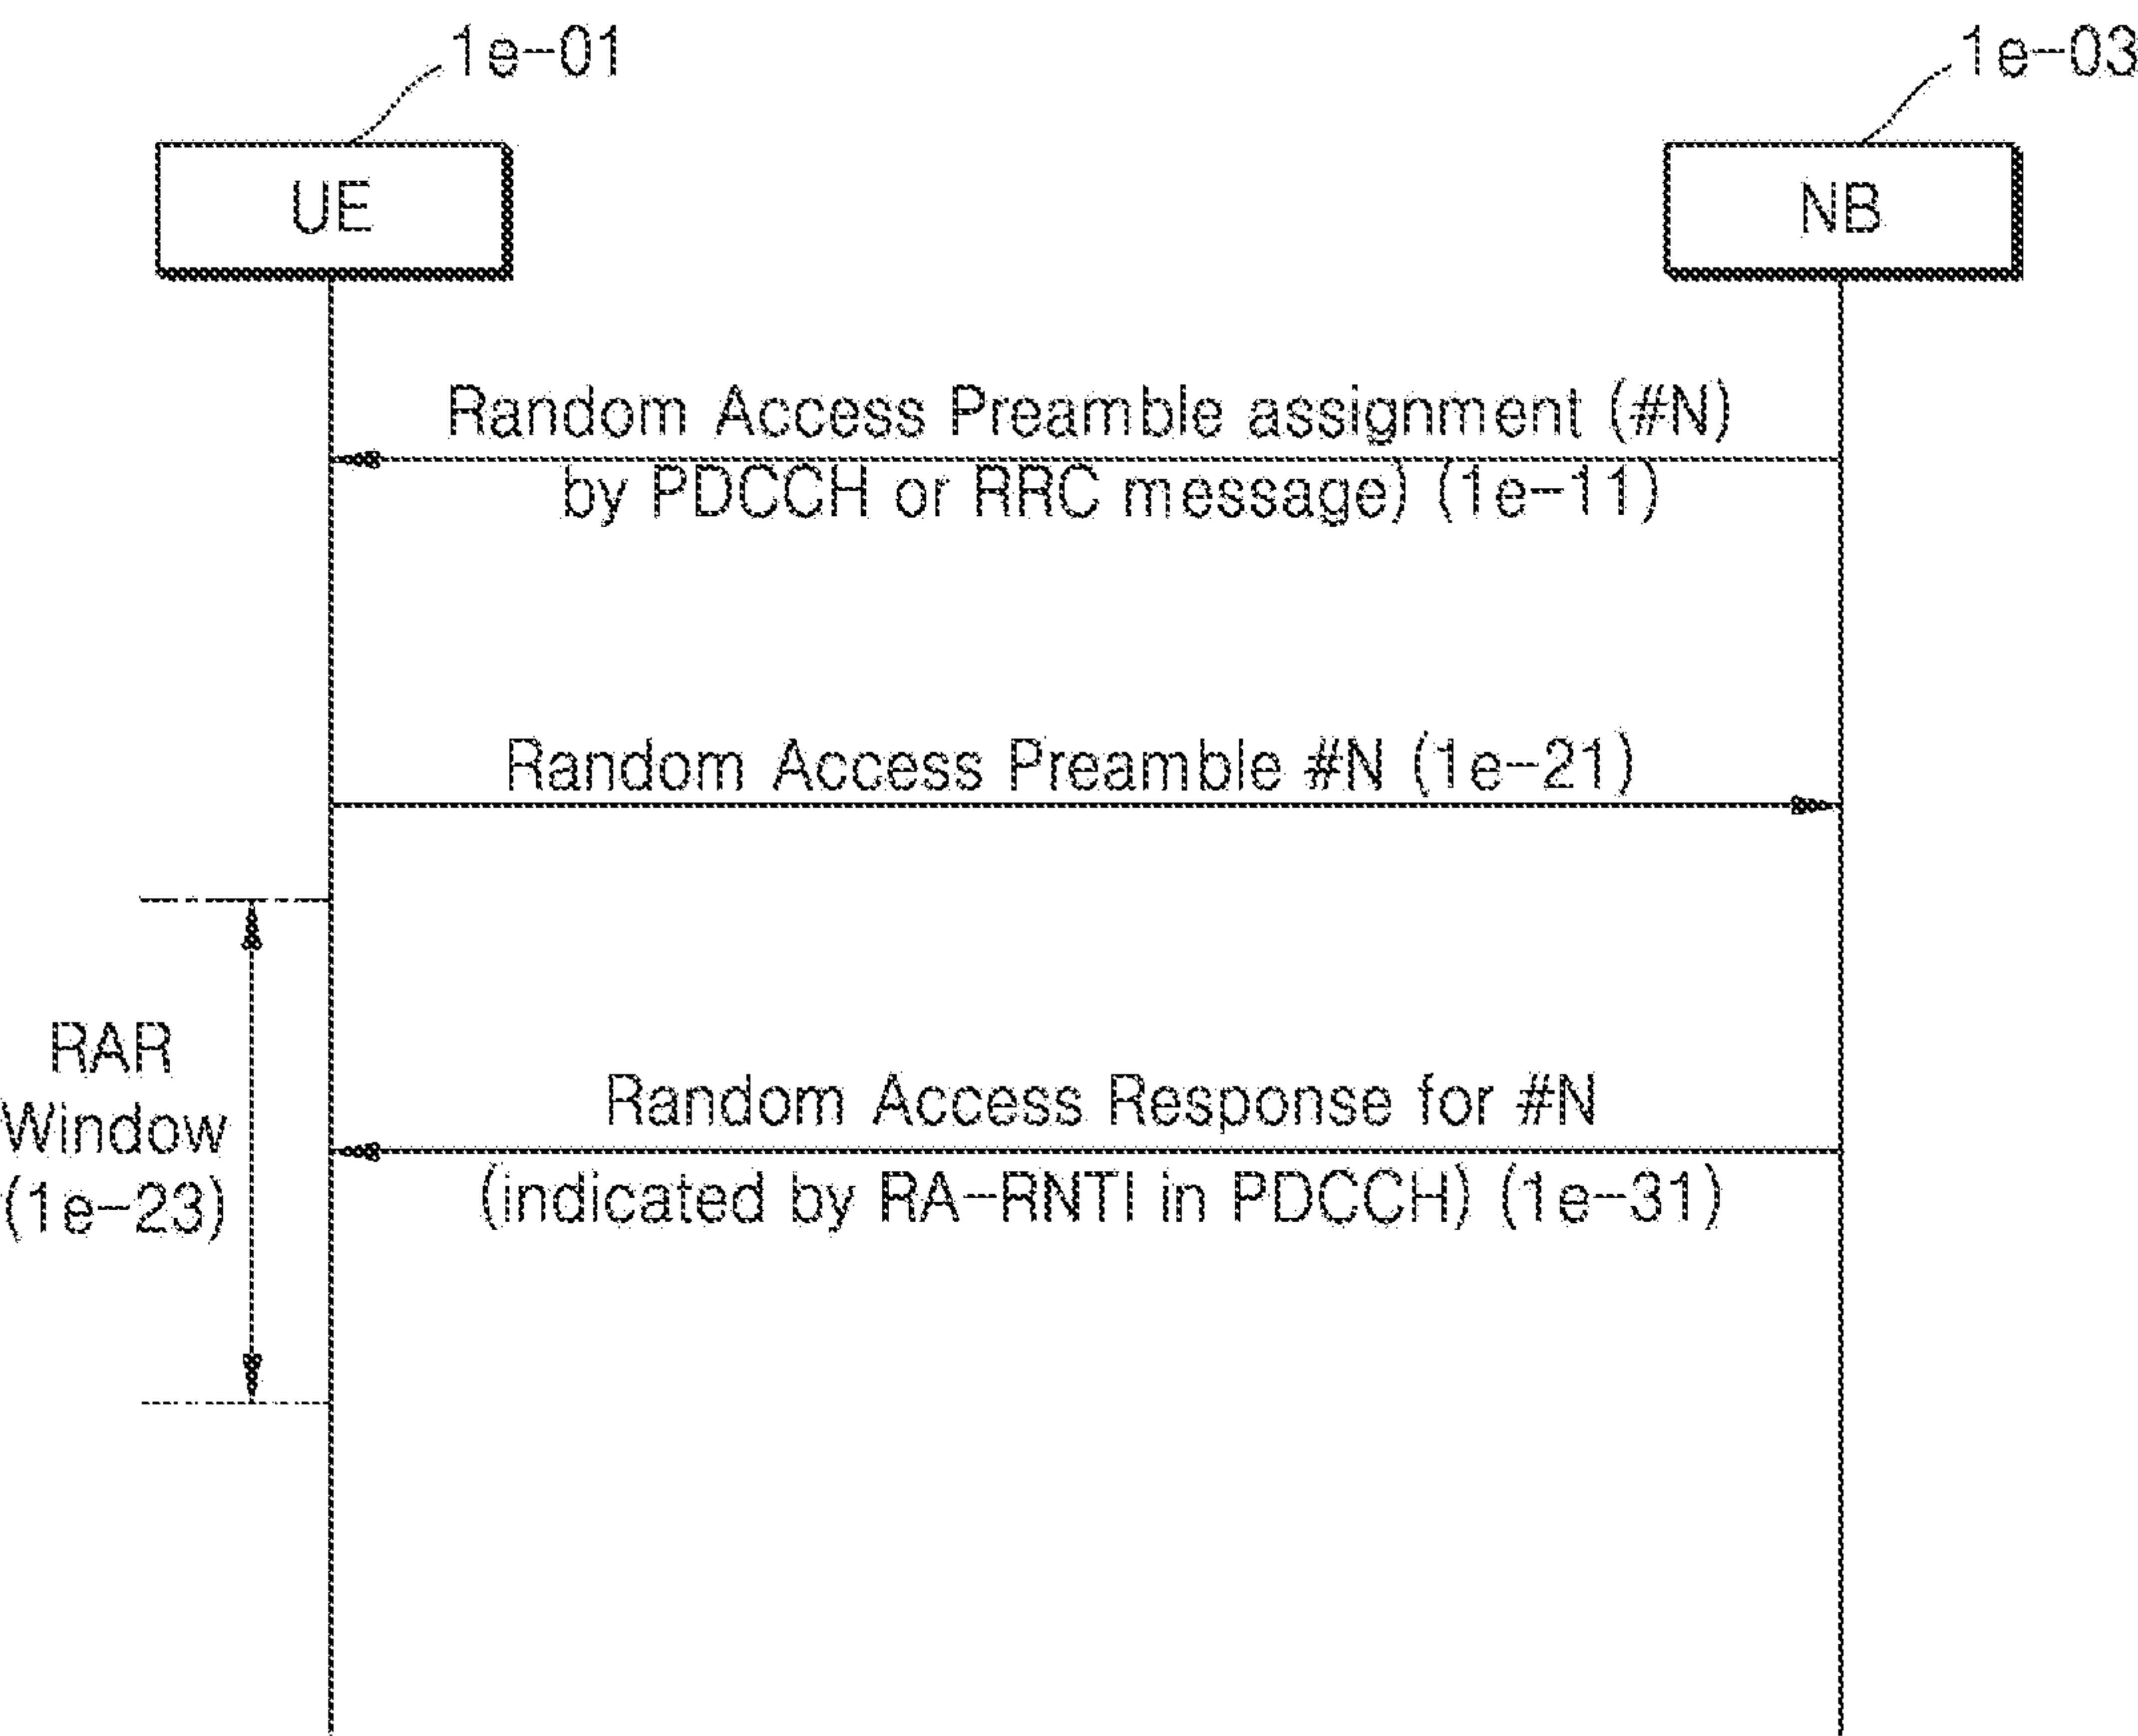 1e-01
1e-03
UE
NB
Random Access Preamble assignment (#N)
by PDCCH or RRC message) (1e-11)
Random Access Preamble #N (1e-21)
RAR
Window
(1e-23)
Random Access Response for #N
(indicated by RA-RNTI in PDCCH) (1e-31)